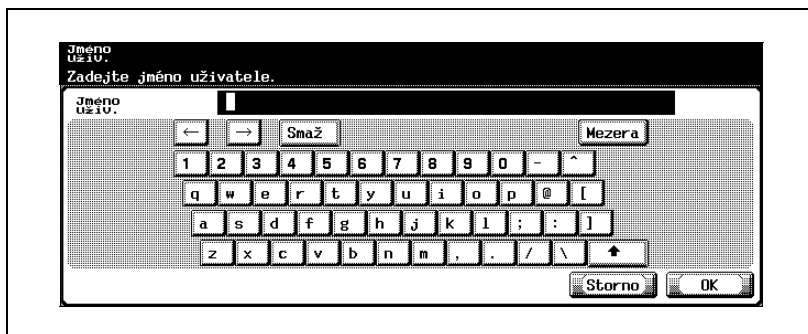 Jméno
uživ.
Zadejte jméno uživatele.
Jméno
uživ.
← → Smaž Mezera
1 2 3 4 5 6 7 8 9 0 - ^
q w e r t y u i o p @ [
a s d f g h j k l ; : ]
z x c v b n m , . / \ ↑
Storno OK